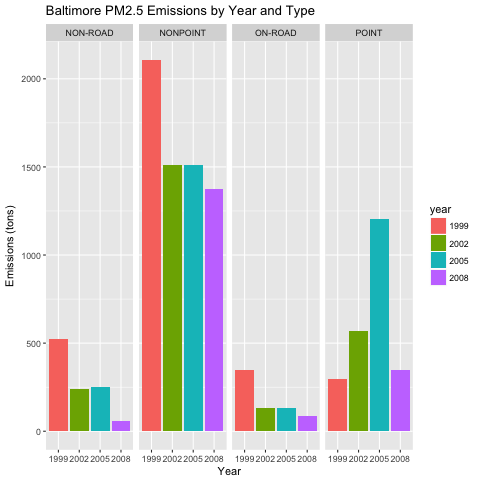 Baltimore PM2.5 Emissions by Year and Type
NON-ROAD NONPOINT ON-ROAD POINT
2000
1500
1000
500
0
Emissions (tons)
1999 2002 2005 2008 1999 2002 2005 2008 1999 2002 2005 2008 1999 2002 2005 2008
Year
year
1999
2002
2005
2008